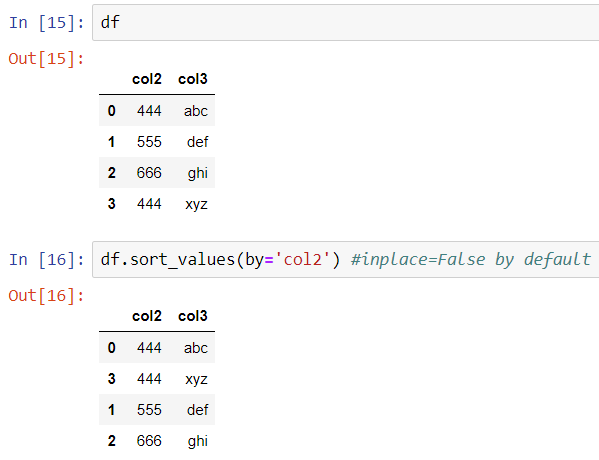 In [15]: df
Out[15]:
col2 col3
0 444 abc
1 555 def
2 666 ghi
3 444 xyz
In [16]: df.sort_values(by='col2') #inplace=False by default
Out[16]:
col2 col3
0 444 abc
3 444 xyz
1 555 def
2 666 ghi